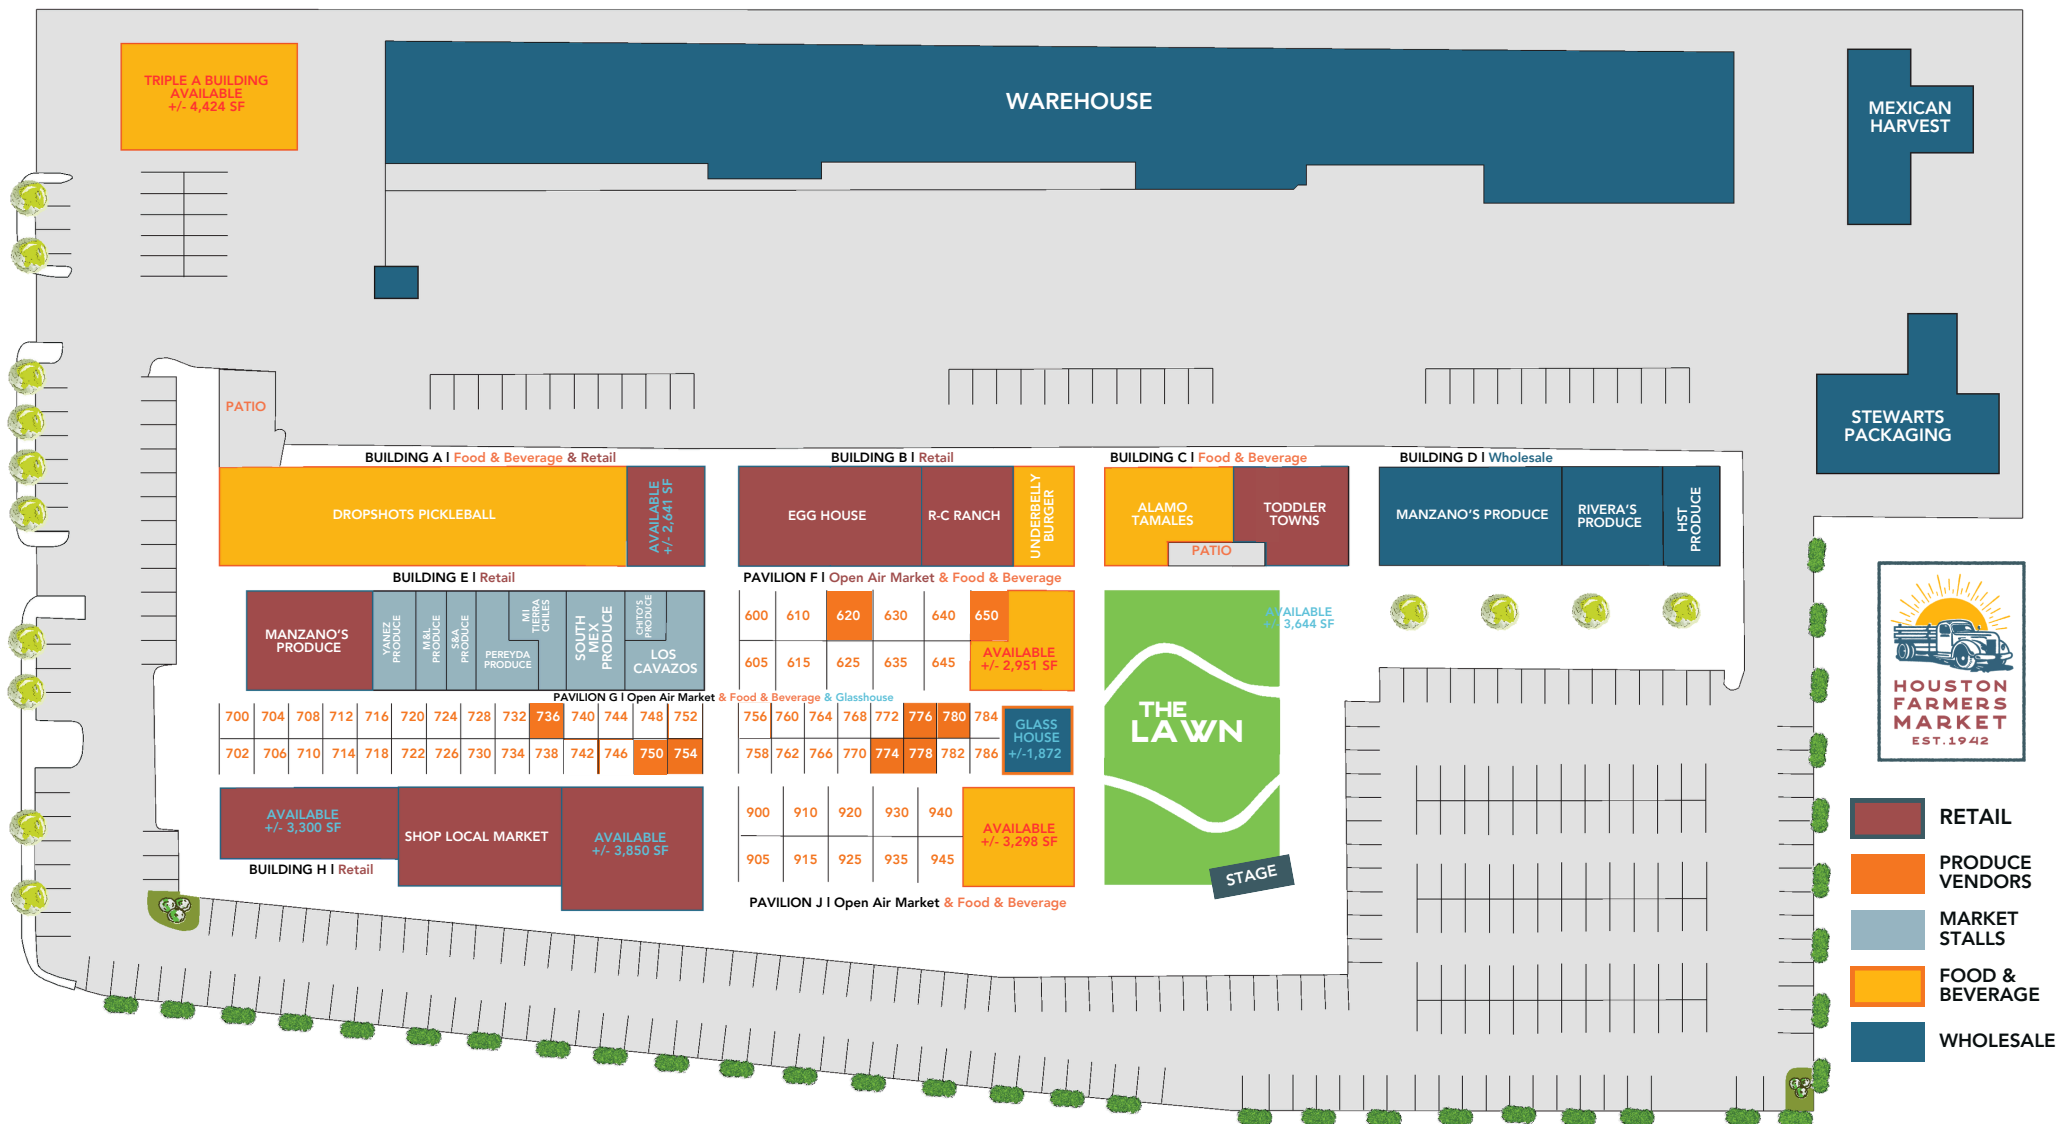 TRIPLE A BUILDING
AVAILABLE
+/- 4,424 SF
WAREHOUSE
MEXICAN
HARVEST
STEWARTS
PACKAGING
PATIO
BUILDING A I Food & Beverage & Retail
BUILDING B I Retail
BUILDING C I Food & Beverage
BUILDING D I Wholesale
DROPSHOTS PICKLEBALL
AVAILABLE
+/- 2,641 SF
EGG HOUSE
R-C RANCH
UNDERBELLY
BURGER
ALAMO
TAMALES
TODDLER
TOWNS
PATIO
MANZANO'S PRODUCE
RIVERA'S
PRODUCE
HST
PRODUCE
BUILDING E I Retail
PAVILION F I Open Air Market & Food & Beverage
MANZANO'S
PRODUCE
YANEZ
PRODUCE
M&L
PRODUCE
S&A
PRODUCE
PEREYDA
PRODUCE
MI
TIERRA
CHILES
SOUTH
MEX
PRODUCE
CHITO'S
PRODUCE
LOS
CAVAZOS
600 610 620 630 640 650
605 615 625 635 645
AVAILABLE
+/- 2,951 SF
AVAILABLE
+/- 3,644 SF
PAVILION G I Open Air Market & Food & Beverage & Glasshouse
700 704 708 712 716 720 724 728 732 736 740 744 748 752
702 706 710 714 718 722 726 730 734 738 742 746 750 754
756 760 764 768 772 776 780 784
758 762 766 770 774 778 782 786
GLASS
HOUSE
+/-1,872
THE
LAWN
STAGE
AVAILABLE
+/- 3,300 SF
SHOP LOCAL MARKET
AVAILABLE
+/- 3,850 SF
BUILDING H I Retail
900 910 920 930 940
905 915 925 935 945
AVAILABLE
+/- 3,298 SF
PAVILION J I Open Air Market & Food & Beverage
HOUSTON
FARMERS
MARKET
EST.1942
RETAIL
PRODUCE
VENDORS
MARKET
STALLS
FOOD &
BEVERAGE
WHOLESALE